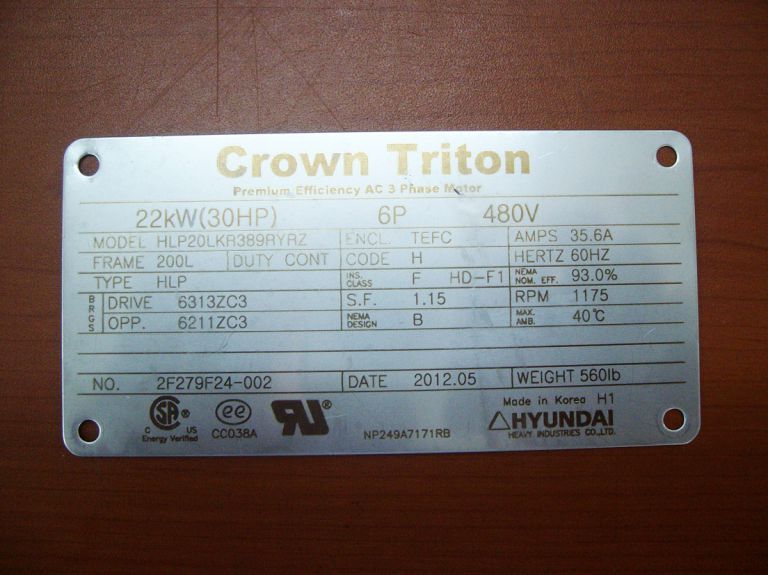 Crown Triton
Premium Efficiency AC 3 Phase Motor
22kW(30HP) 6P 480V
MODEL HLP20LKR389RYRZ ENCL. TEFC AMPS 35.6A
FRAME 200L DUTY CONT CODE H HERTZ 60HZ
TYPE HLP INS. CLASS F HD-F1 NEMA NOM. EFF. 93.0%
BRGS DRIVE 6313ZC3 S.F. 1.15 RPM 1175
OPP. 6211ZC3 NEMA DESIGN B MAX. AMB. 40℃
NO. 2F279F24-002 DATE 2012.05 WEIGHT 560lb
SA ® C US Energy Verified
ee CC038A
RU ®
NP249A7171RB
Made in Korea H1
HYUNDAI
HEAVY INDUSTRIES CO.,LTD.